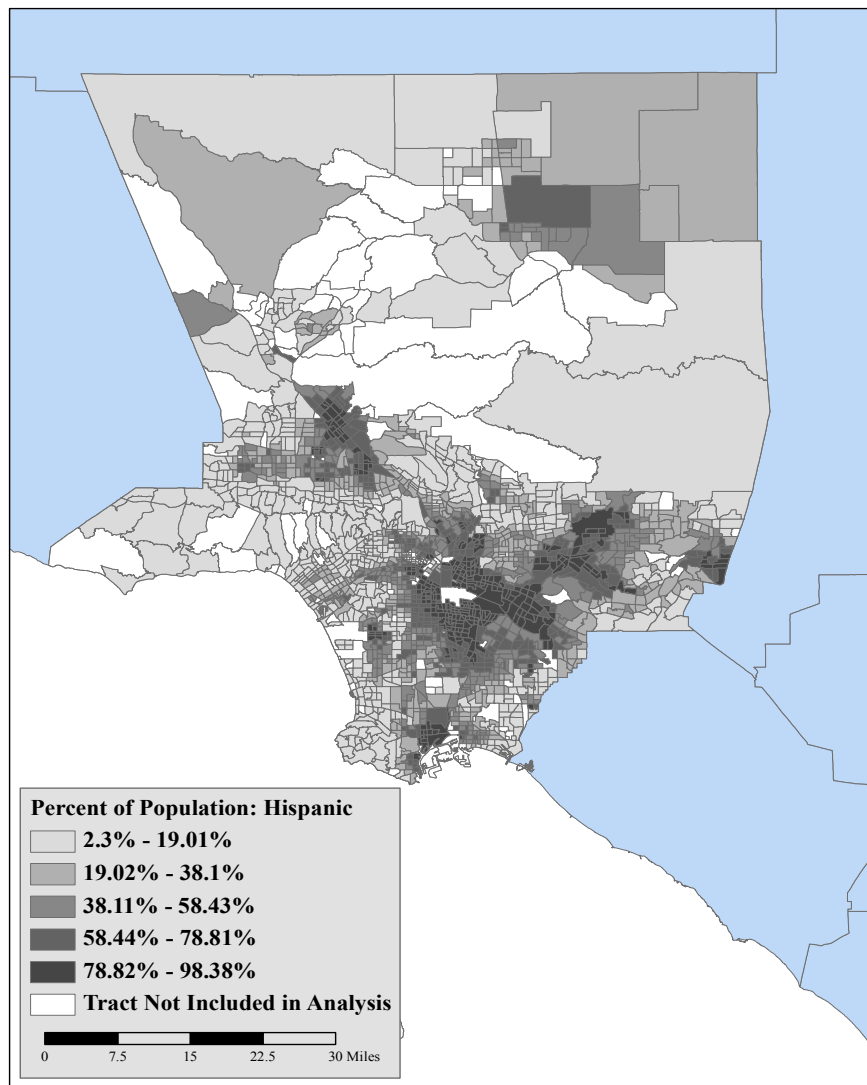 Percent of Population: Hispanic
2.3% - 19.01%
19.02% - 38.1%
38.11% - 58.43%
58.44% - 78.81%
78.82% - 98.38%
Tract Not Included in Analysis
0 7.5 15 22.5 30 Miles